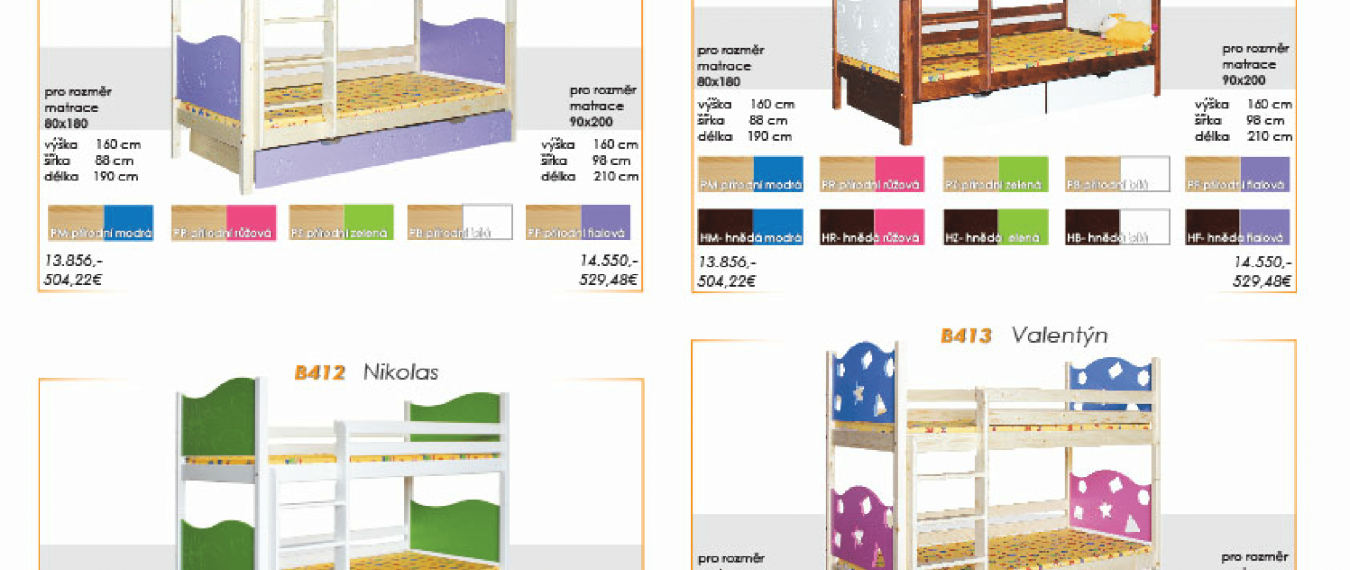 pro rozměr
matrace
80x180
výška 160 cm
šířka 88 cm
délka 190 cm
pro rozměr
matrace
90x200
výška 160 cm
šířka 98 cm
délka 210 cm
PM-přírodní modrá
PR-přírodní růžová
PZ-přírodní zelená
PB-přírodní bílá
PF-přírodní fialová
13.856,-
504,22€
14.550,-
529,48€
pro rozměr
matrace
80x180
výška 160 cm
šířka 88 cm
délka 190 cm
pro rozměr
matrace
90x200
výška 160 cm
šířka 98 cm
délka 210 cm
PM-přírodní modrá
PR-přírodní růžová
PZ-přírodní zelená
PB-přírodní bílá
PF-přírodní fialová
HM- hnědá modrá
HR- hnědá růžová
HZ- hnědá zelená
HB- hnědá bílá
HF- hnědá fialová
13.856,-
504,22€
14.550,-
529,48€
B412 Nikolas
B413 Valentýn
pro rozměr
pro rozměr